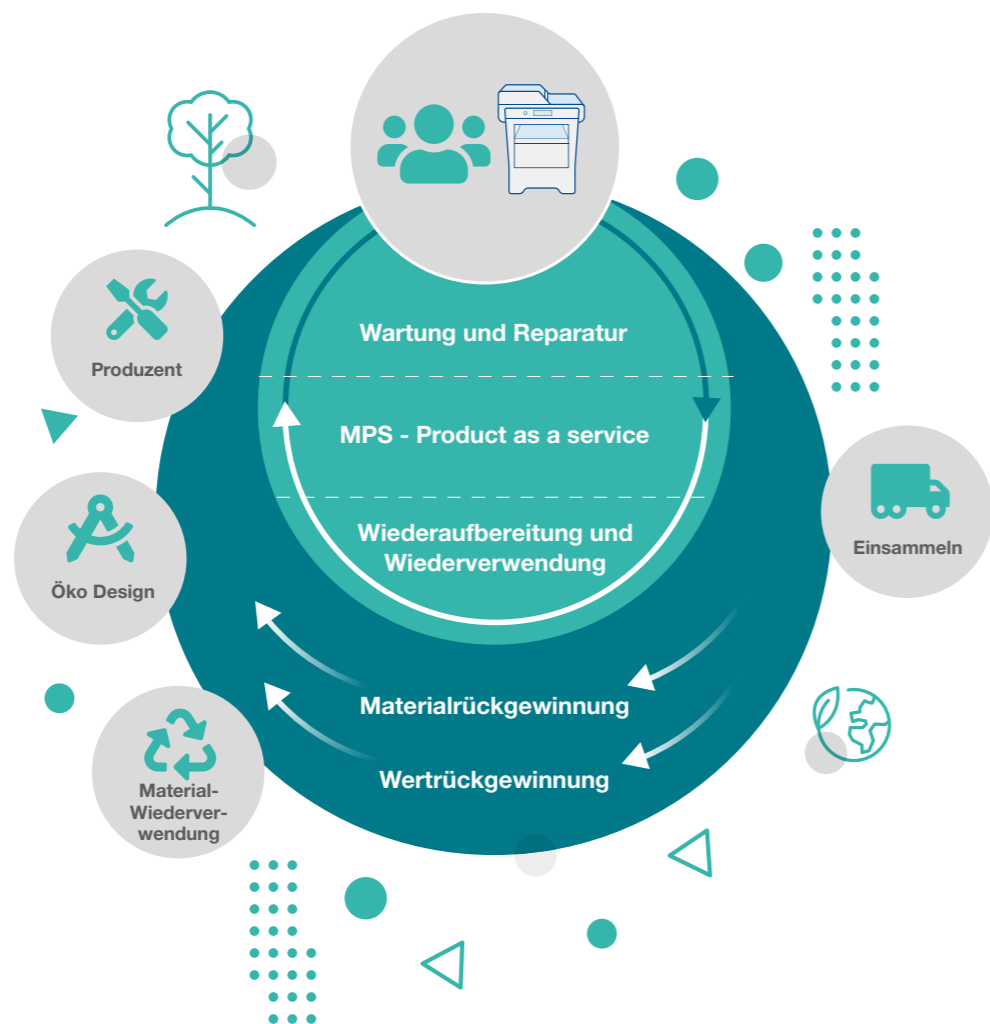 Wartung und Reparatur
Produzent
MPS - Product as a service
Wiederaufbereitung und
Wiederverwendung
Einsammeln
Öko Design
Materialrückgewinnung
Wertrückgewinnung
Material-
Wiederver-
wendung